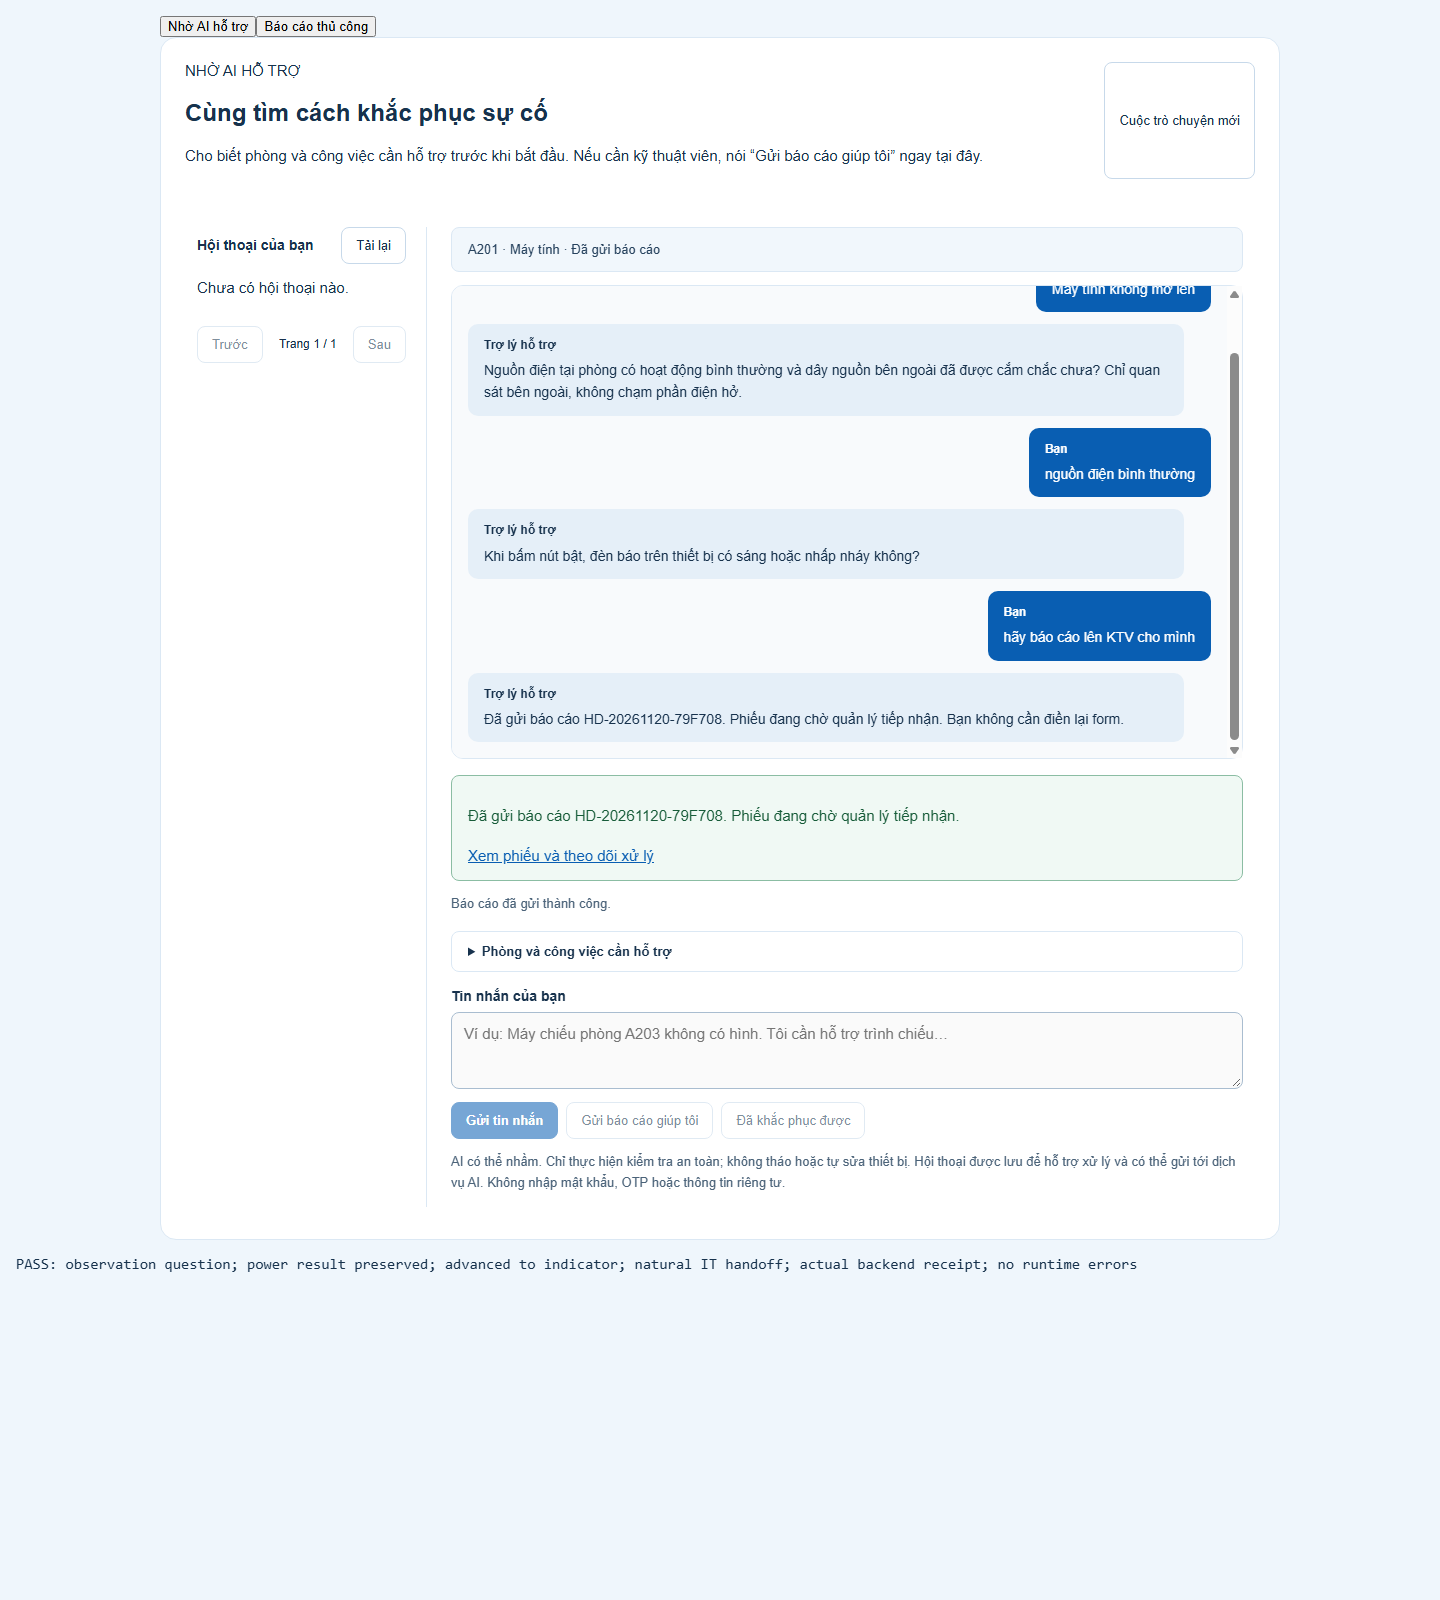 Nhờ AI hỗ trợ
Báo cáo thủ công
NHỜ AI HỖ TRỢ
Cùng tìm cách khắc phục sự cố
Cho biết phòng và công việc cần hỗ trợ trước khi bắt đầu. Nếu cần kỹ thuật viên, nói “Gửi báo cáo giúp tôi” ngay tại đây.
Cuộc trò chuyện mới
Hội thoại của bạn
Tải lại
Chưa có hội thoại nào.
Trước
Trang 1 / 1
Sau
A201 · Máy tính · Đã gửi báo cáo
Máy tính không mở lên
Trợ lý hỗ trợ
Nguồn điện tại phòng có hoạt động bình thường và dây nguồn bên ngoài đã được cắm chắc chưa? Chỉ quan
sát bên ngoài, không chạm phần điện hở.
Bạn
nguồn điện bình thường
Trợ lý hỗ trợ
Khi bấm nút bật, đèn báo trên thiết bị có sáng hoặc nhấp nháy không?
Bạn
hãy báo cáo lên KTV cho mình
Trợ lý hỗ trợ
Đã gửi báo cáo HD-20261120-79F708. Phiếu đang chờ quản lý tiếp nhận. Bạn không cần điền lại form.
Đã gửi báo cáo HD-20261120-79F708. Phiếu đang chờ quản lý tiếp nhận.
Xem phiếu và theo dõi xử lý
Báo cáo đã gửi thành công.
Phòng và công việc cần hỗ trợ
Tin nhắn của bạn
Ví dụ: Máy chiếu phòng A203 không có hình. Tôi cần hỗ trợ trình chiếu…
Gửi tin nhắn
Gửi báo cáo giúp tôi
Đã khắc phục được
AI có thể nhầm. Chỉ thực hiện kiểm tra an toàn; không tháo hoặc tự sửa thiết bị. Hội thoại được lưu để hỗ trợ xử lý và có thể gửi tới dịch
vụ AI. Không nhập mật khẩu, OTP hoặc thông tin riêng tư.
PASS: observation question; power result preserved; advanced to indicator; natural IT handoff; actual backend receipt; no runtime errors